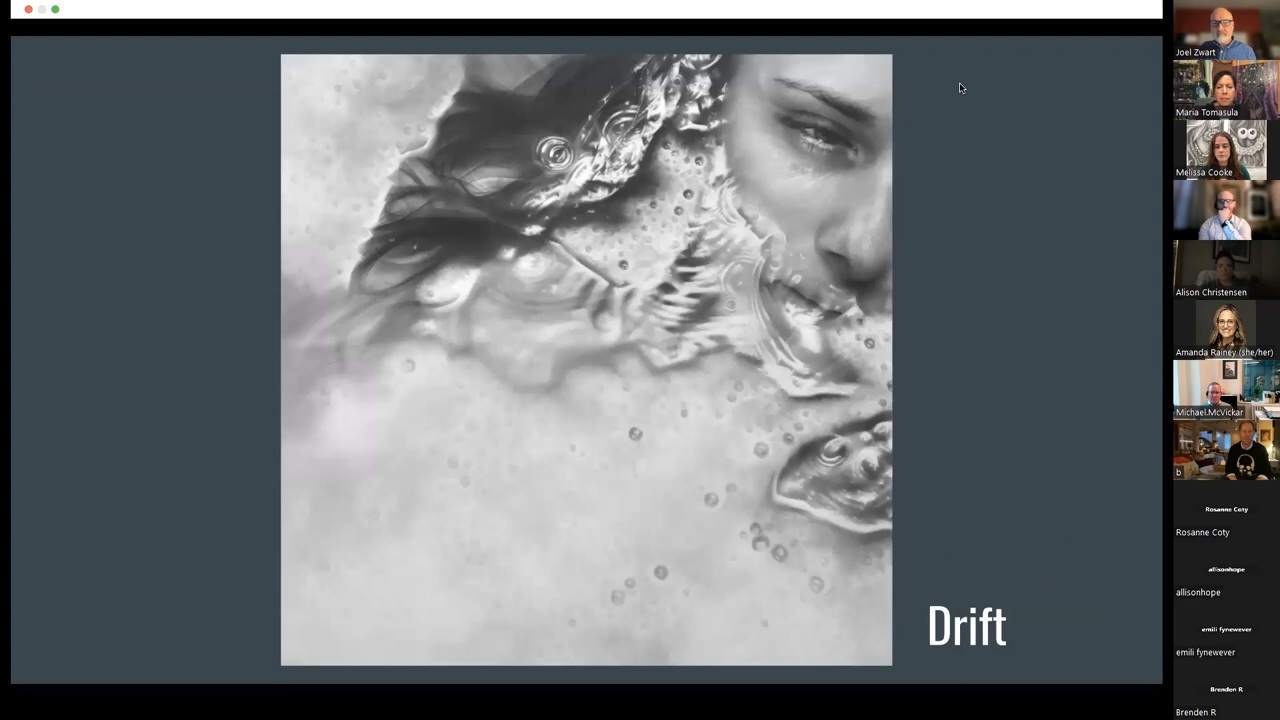 Drift
Joel Zwart
Maria Tomasula
Melissa Cooke
Alison Christensen
Amanda Rainey (she/her)
Michael.McVickar
b
Rosanne Coty
Rosanne Coty
allisonhope
allisonhope
emili fynewever
emili fynewever
Brenden R
Brenden R